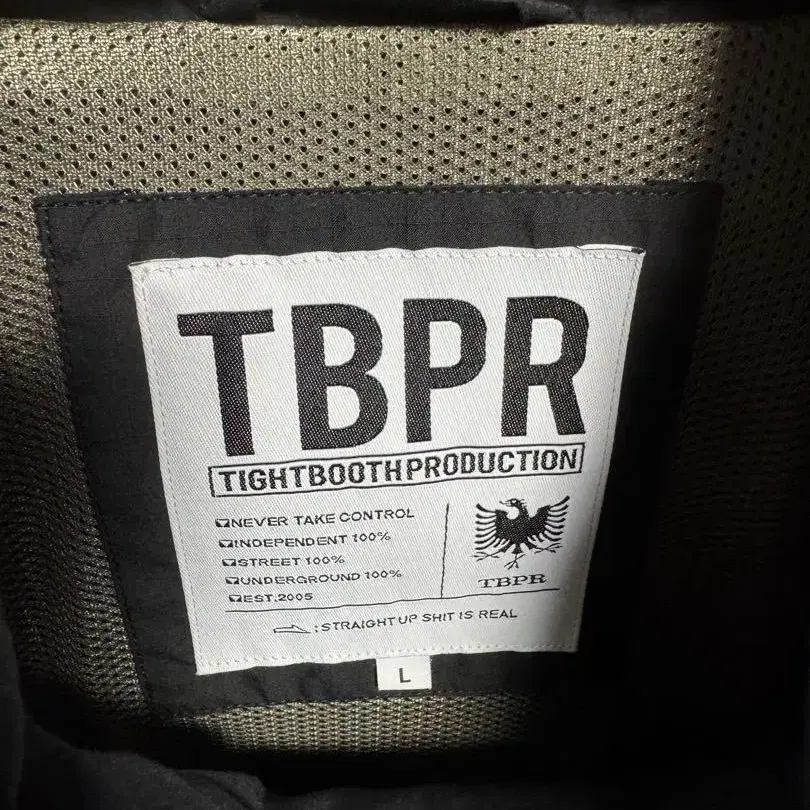 TBPR
TIGHTBOOTHPRODUCTION
NEVER TAKE CONTROL
INDEPENDENT 100%
STREET 100%
UNDERGROUND 100%
EST.2005
TBPR
:STRAIGHT UP SHIT IS REAL
L